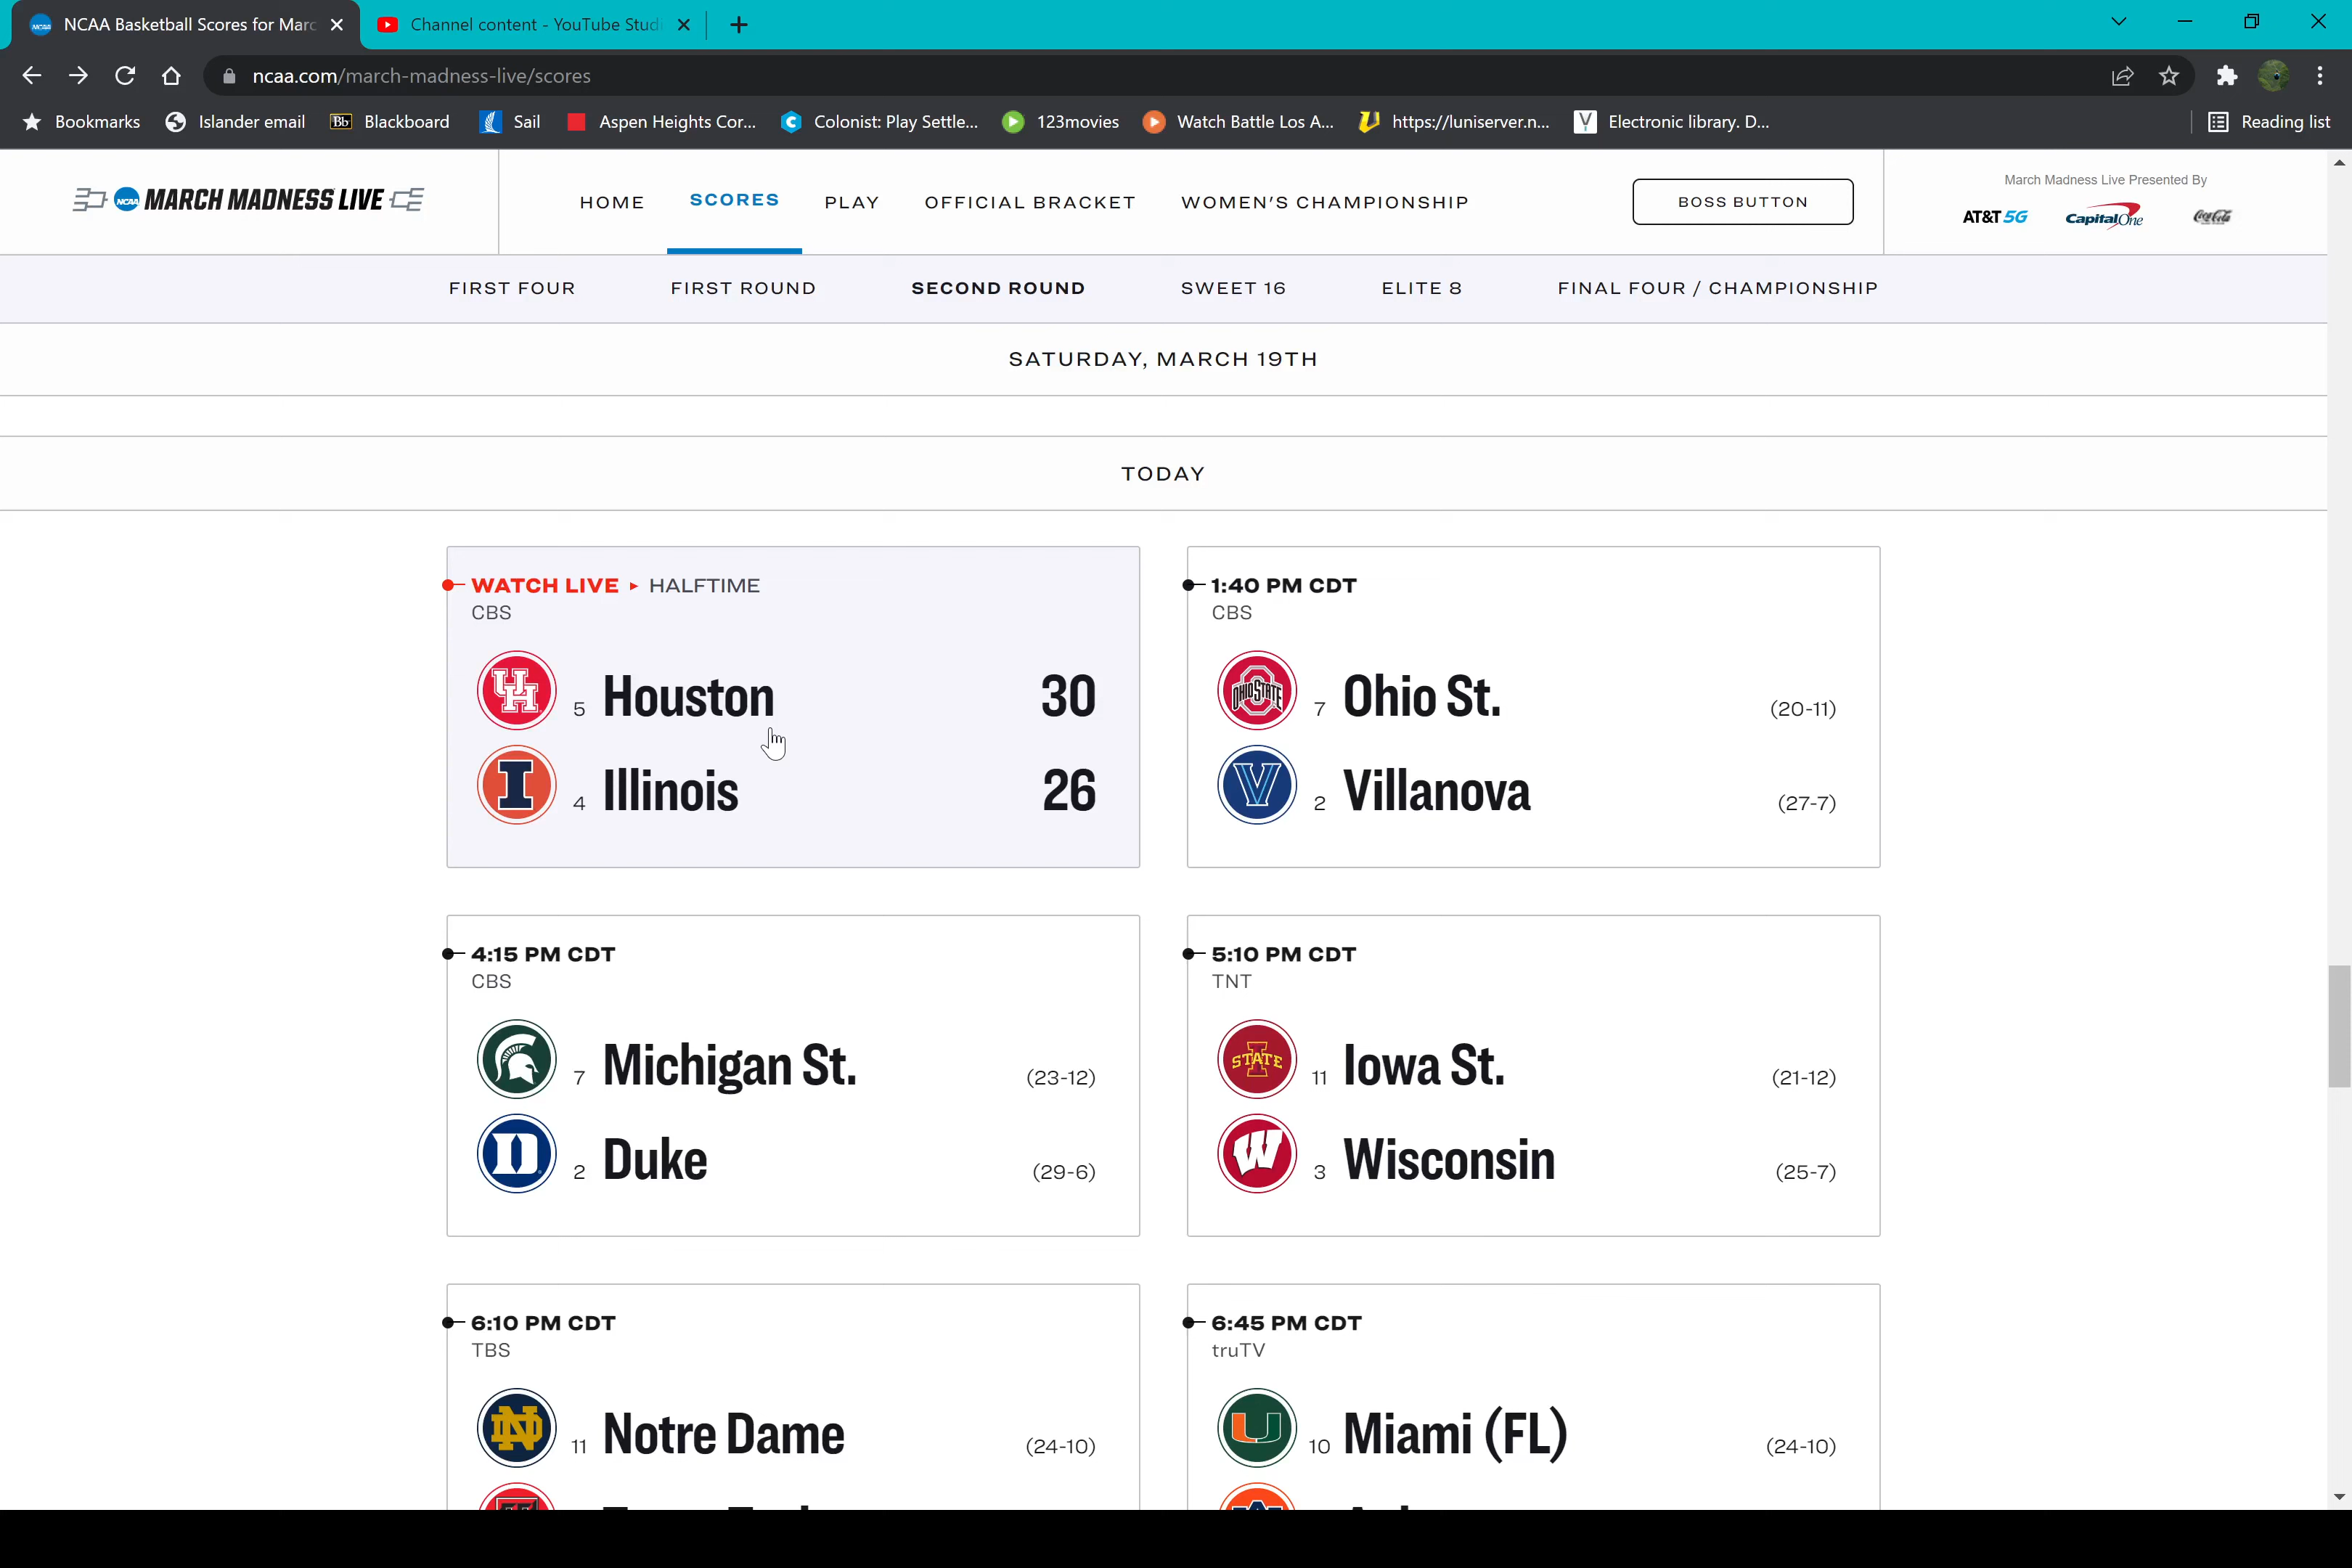 NCAA Basketball Scores for Marc
Channel content - YouTube Stud
ncaa.com/march-madness-live/scores
Bookmarks
Islander email
Bb Blackboard
Sail
Aspen Heights Cor...
Colonist: Play Settle...
123movies
Watch Battle Los A...
https://luniserver.n...
Electronic library. D...
Reading list
NCAA MARCH MADNESS LIVE
HOME
SCORES
PLAY
OFFICIAL BRACKET
WOMEN'S CHAMPIONSHIP
BOSS BUTTON
March Madness Live Presented By
AT&T 5G
Capital One
Coca-Cola
FIRST FOUR
FIRST ROUND
SECOND ROUND
SWEET 16
ELITE 8
FINAL FOUR / CHAMPIONSHIP
SATURDAY, MARCH 19TH
TODAY
WATCH LIVE HALFTIME
CBS
5 Houston 30
4 Illinois 26
1:40 PM CDT
CBS
OHIO STATE
7 Ohio St. (20-11)
2 Villanova (27-7)
4:15 PM CDT
CBS
7 Michigan St. (23-12)
2 Duke (29-6)
5:10 PM CDT
TNT
STATE
11 Iowa St. (21-12)
3 Wisconsin (25-7)
6:10 PM CDT
TBS
11 Notre Dame (24-10)
6:45 PM CDT
truTV
10 Miami (FL) (24-10)